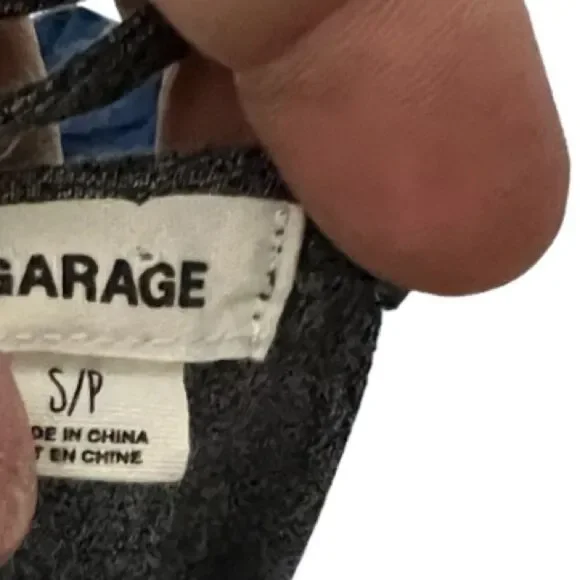 GARAGE
S/P
DE IN CHINA
T EN CHINE